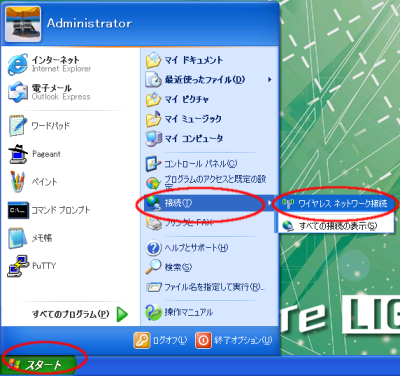 Administrator
インターネット
Internet Explorer
電子メール
Outlook Express
ワードパッド
Pageant
ペイント
コマンド プロンプト
メモ帳
PuTTY
すべてのプログラム(P)
マイ ドキュメント
最近使ったファイル(D)
マイ ピクチャ
マイ ミュージック
マイ コンピュータ
コントロール パネル(C)
プログラムのアクセスと既定の設定
接続(T)
プリンタと FAX
ヘルプとサポート(H)
検索(S)
ファイル名を指定して実行(R)...
操作マニュアル
ワイヤレス ネットワーク接続
すべての接続の表示(S)
ログオフ(L)
終了オプション(U)
スタート
re LIG